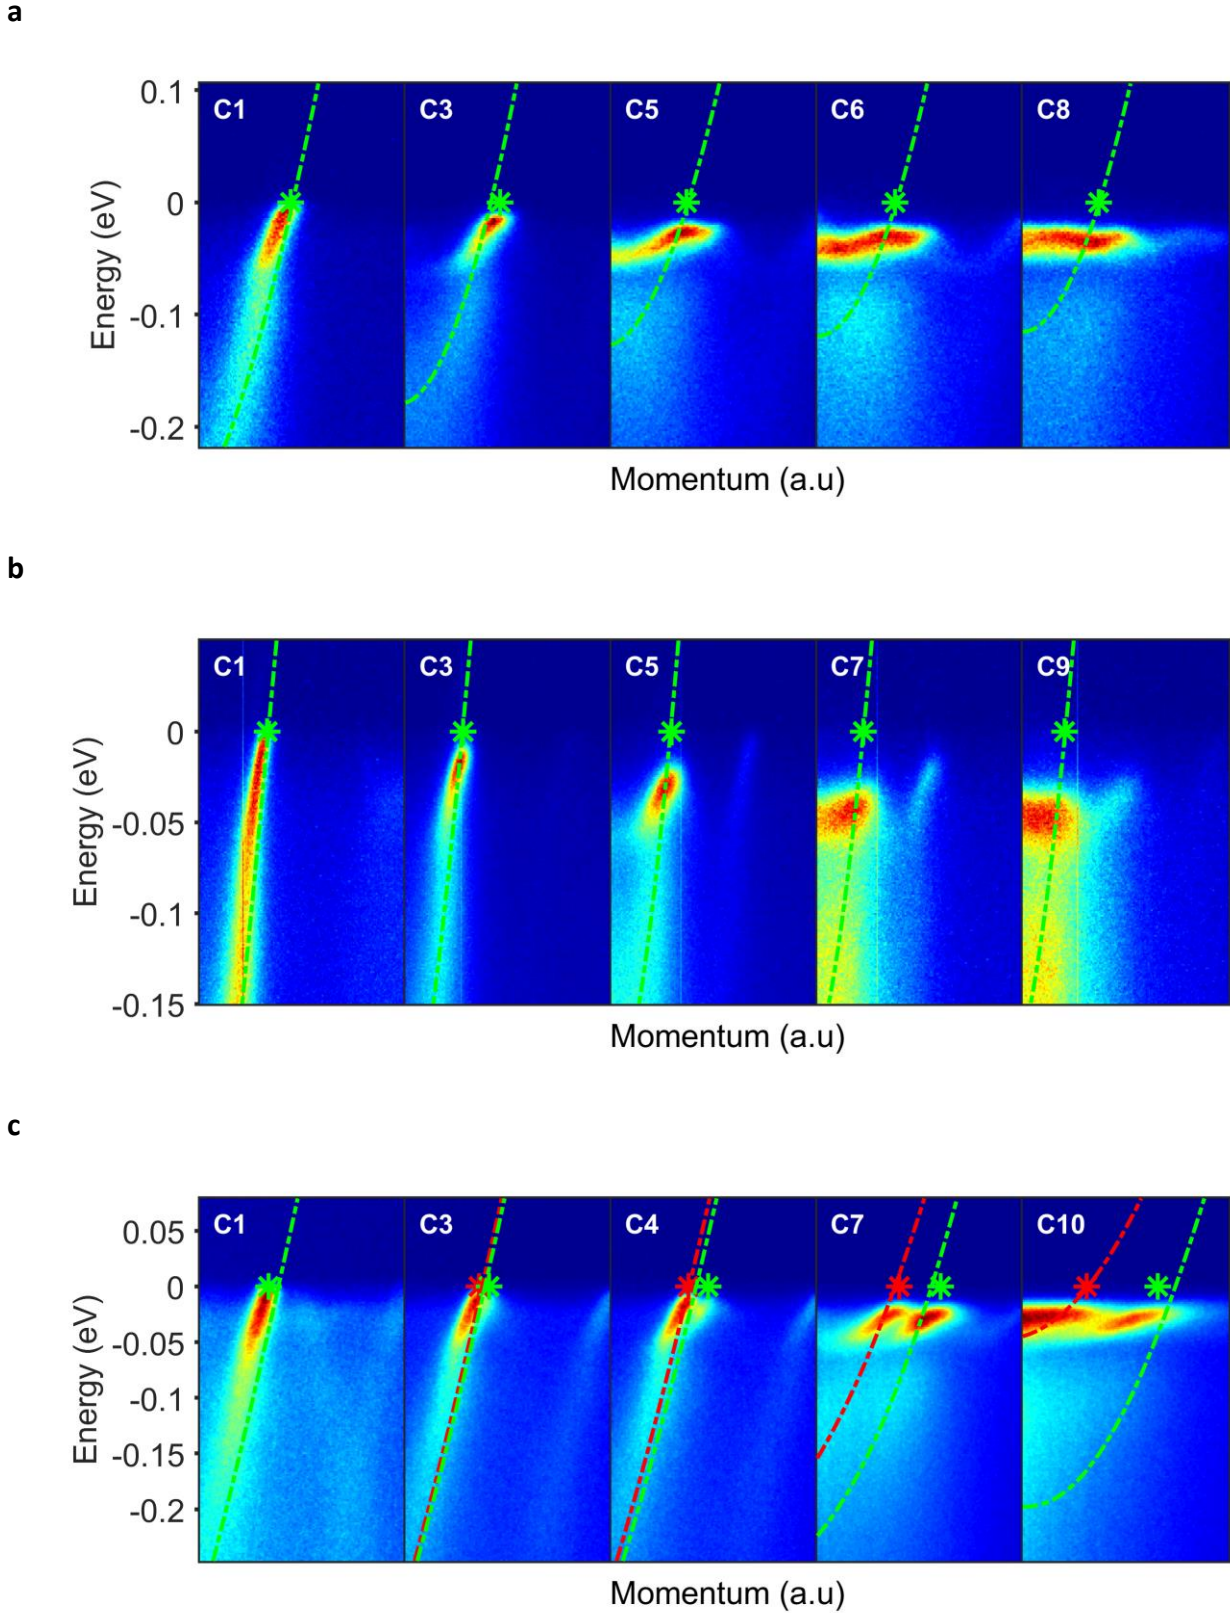 a
0.1
C1 C3 C5 C6 C8
0
Energy (eV)
-0.1
-0.2
Momentum (a.u)
b
C1 C3 C5 C7 C9
0
Energy (eV)
-0.05
-0.1
-0.15
Momentum (a.u)
c
C1 C3 C4 C7 C10
0.05
0
-0.05
Energy (eV)
-0.1
-0.15
-0.2
Momentum (a.u)